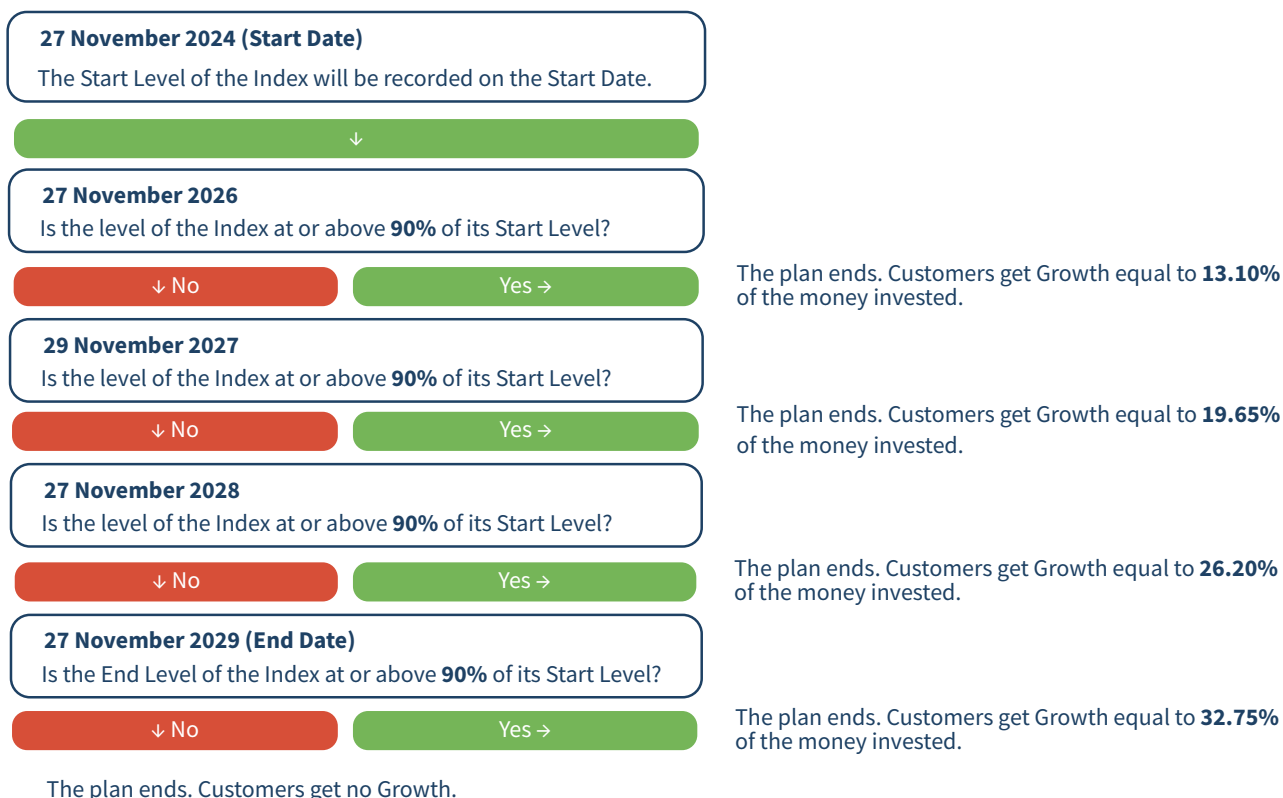 27 November 2024 (Start Date)
The Start Level of the Index will be recorded on the Start Date.
↓
27 November 2026
Is the level of the Index at or above 90% of its Start Level?
↓ No
Yes →
The plan ends. Customers get Growth equal to 13.10%
of the money invested.
29 November 2027
Is the level of the Index at or above 90% of its Start Level?
↓ No
Yes →
The plan ends. Customers get Growth equal to 19.65%
of the money invested.
27 November 2028
Is the level of the Index at or above 90% of its Start Level?
↓ No
Yes →
The plan ends. Customers get Growth equal to 26.20%
of the money invested.
27 November 2029 (End Date)
Is the End Level of the Index at or above 90% of its Start Level?
↓ No
Yes →
The plan ends. Customers get Growth equal to 32.75%
of the money invested.
The plan ends. Customers get no Growth.